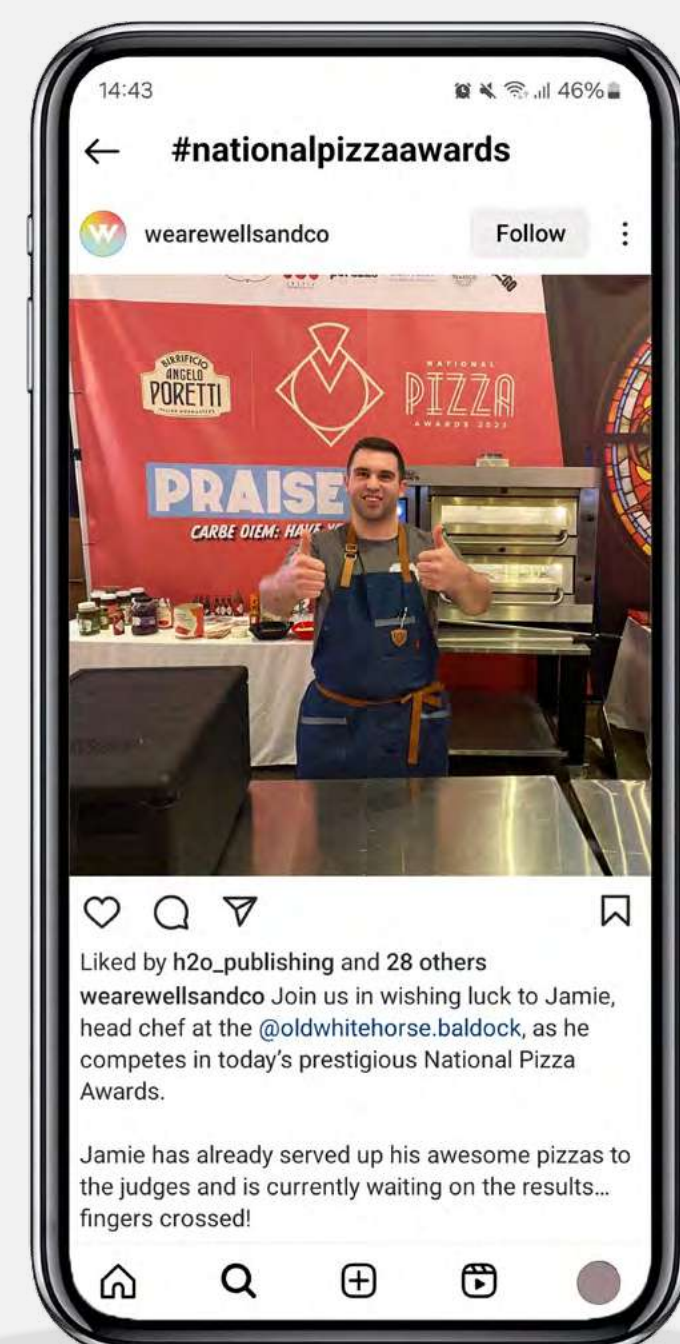 14:43
46%
#nationalpizzaawards
W
wearewellsandco
Follow
BIRRIFICIO
ANGELO
PORETTI
NATIONAL
PIZZA
AWARDS 2023
PRAISE
CARBE DIEM: HAVE
Liked by h2o_publishing and 28 others
wearewellsandco Join us in wishing luck to Jamie,
head chef at the @oldwhitehorse.baldock, as he
competes in today's prestigious National Pizza
Awards.
Jamie has already served up his awesome pizzas to
the judges and is currently waiting on the results...
fingers crossed!